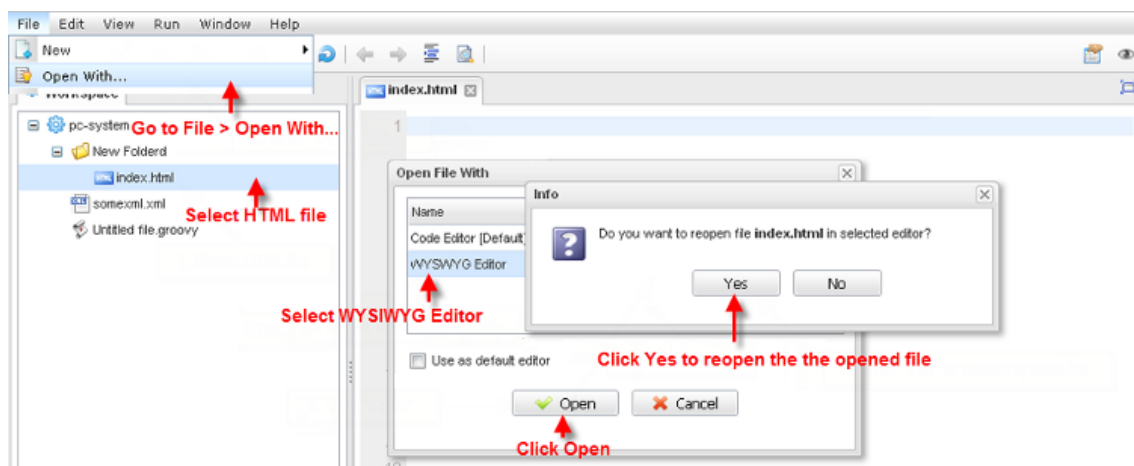 File Edit View Run Window Help
New
Open With...
Workspace
index.html
Go to File > Open With...
pc-system
1
New Folderd
index.html
Select HTML file
somexml.xml
Untitled file.groovy
Open File With
Info
Name
Code Editor [Default]
WYSWYG Editor
Do you want to reopen file index.html in selected editor?
Yes No
Select WYSIWYG Editor
Click Yes to reopen the the opened file
Use as default editor
Open Cancel
Click Open